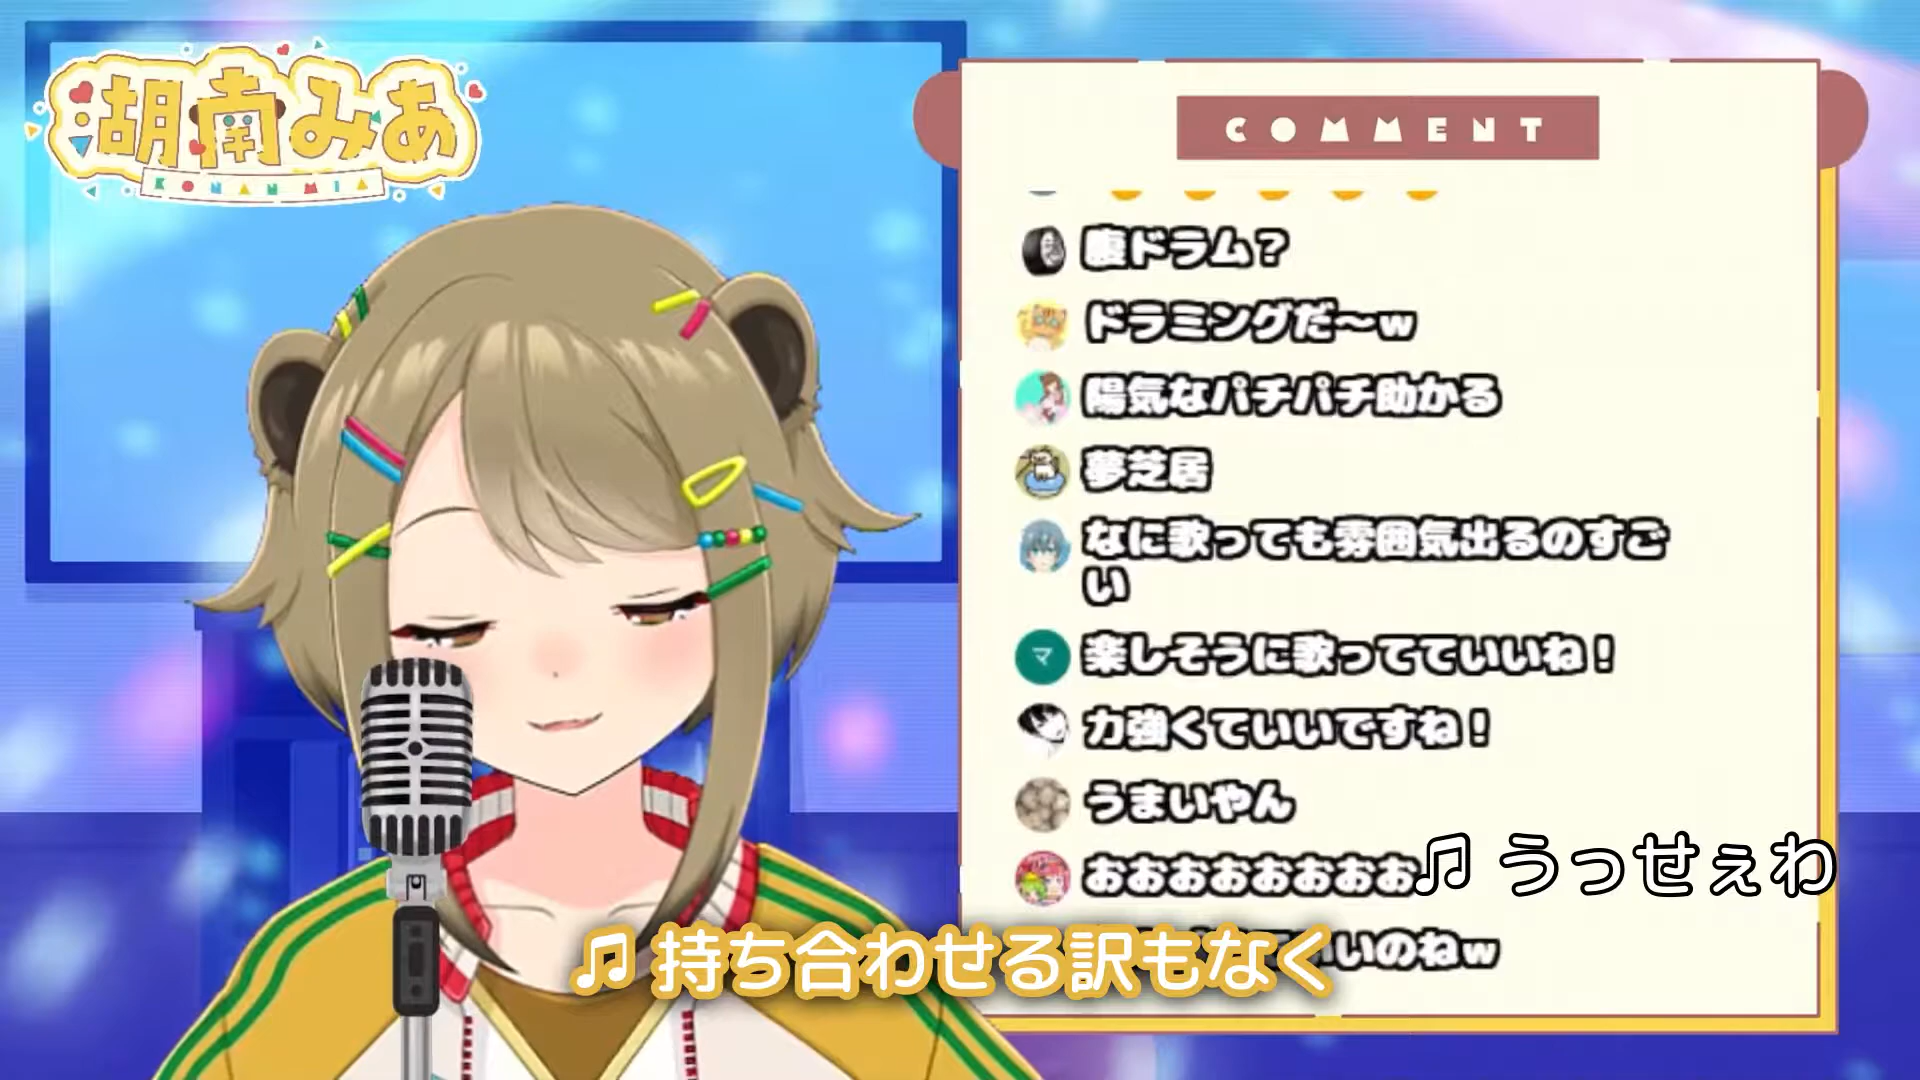 湖南みあ
KONAN MIA
COMMENT
腹ドラム？
ドラミングだ～w
陽気なパチパチ助かる
夢芝居
なに歌っても雰囲気出るのすご
い
マ
楽しそうに歌ってていいね！
力強くていいですね！
うまいやん
おおおおおおおお
♫ うっせぇわ
いのねw
♫ 持ち合わせる訳もなく